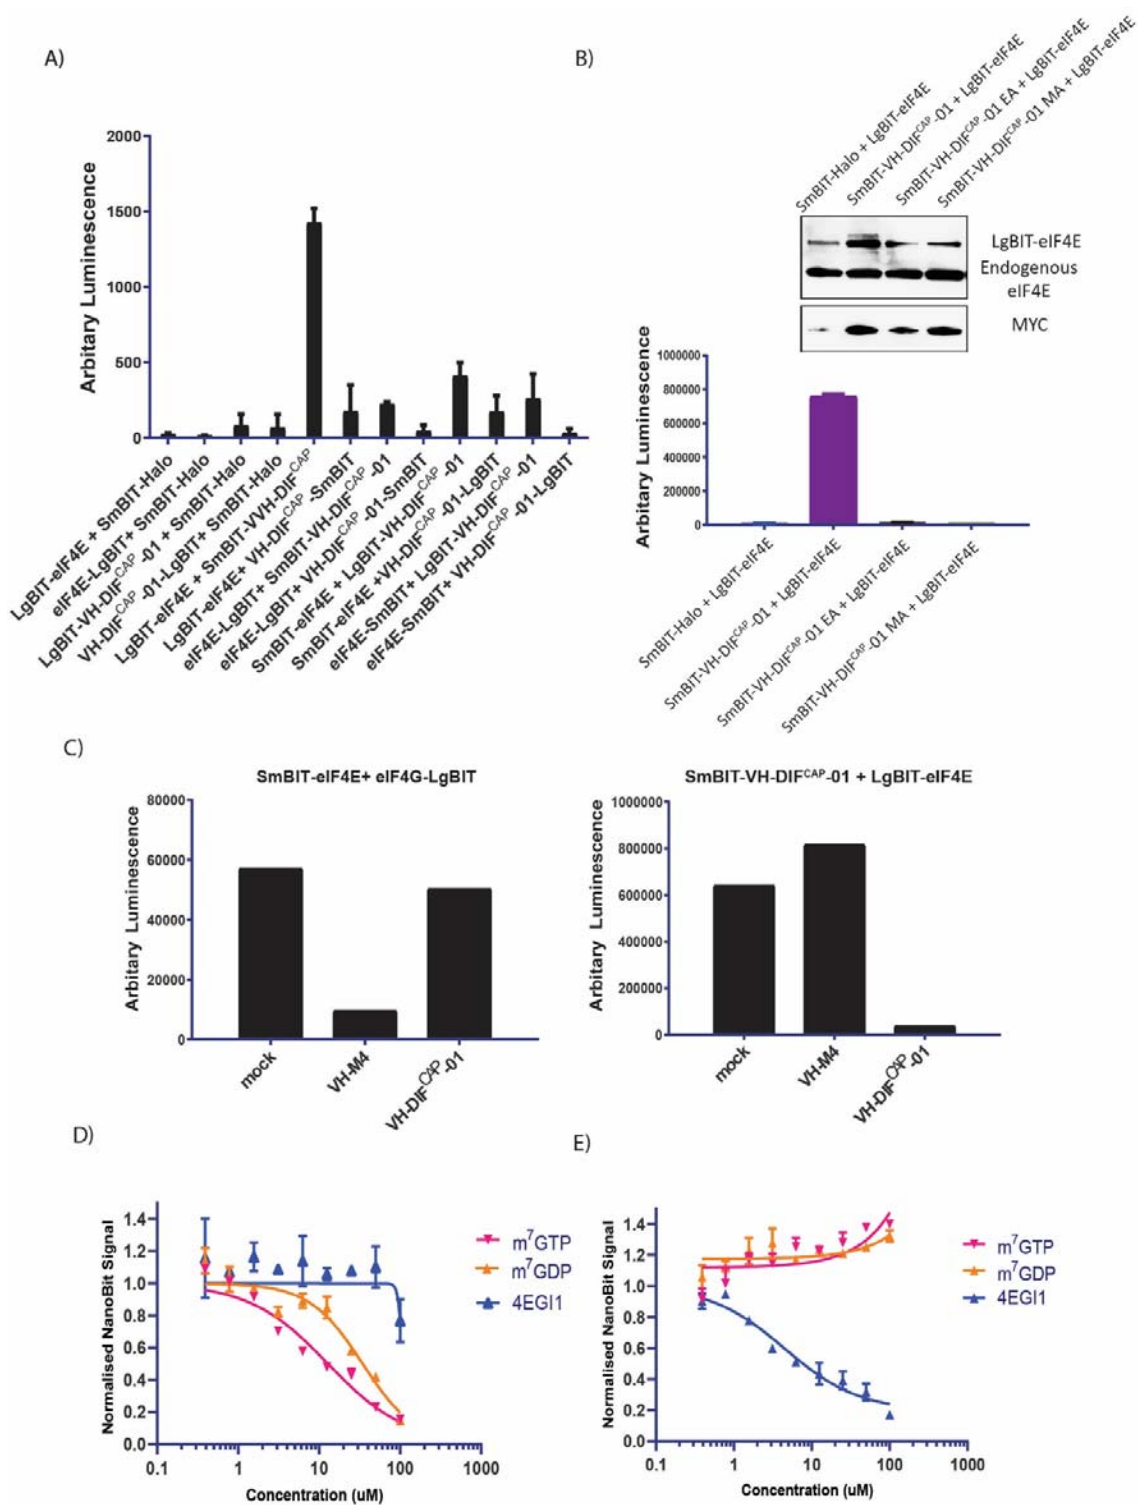 A)
Arbitary Luminescence
2000
1500
1000
500
0
LgBIT-eIF4E + SmBIT-Halo
eIF4E-LgBIT+ SmBIT-Halo
LgBIT-VH-DIF^CAP -01 + SmBIT-Halo
VH-DIF^CAP -01-LgBIT+ SmBIT-Halo
LgBIT-eIF4E + SmBIT-VVH-DIF^CAP
LgBIT-eIF4E+ VH-DIF^CAP -SmBIT
eIF4E-LgBIT+ SmBIT-VH-DIF^CAP -01
eIF4E-LgBIT+ VH-DIF^CAP -01-SmBIT
SmBIT-eIF4E + LgBIT-VH-DIF^CAP -01
SmBIT-eIF4E +VH-DIF^CAP -01-LgBIT
eIF4E-SmBIT+ LgBIT-VH-DIF^CAP -01
eIF4E-SmBIT+ VH-DIF^CAP -01-LgBIT
B)
SmBIT-Halo + LgBIT-eIF4E
SmBIT-VH-DIF^CAP-01 + LgBIT-eIF4E
SmBIT-VH-DIF^CAP-01 EA + LgBIT-eIF4E
SmBIT-VH-DIF^CAP-01 MA + LgBIT-eIF4E
LgBIT-eIF4E
Endogenous
eIF4E
MYC
Arbitary Luminescence
1000000
800000
600000
400000
200000
0
SmBIT-Halo + LgBIT-eIF4E
SmBIT-VH-DIF^CAP-01 + LgBIT-eIF4E
SmBIT-VH-DIF^CAP-01 EA + LgBIT-eIF4E
SmBIT-VH-DIF^CAP-01 MA + LgBIT-eIF4E
C)
SmBIT-eIF4E+ eIF4G-LgBIT
Arbitary Luminescence
80000
60000
40000
20000
0
mock
VH-M4
VH-DIF^CAP-01
SmBIT-VH-DIF^CAP-01 + LgBIT-eIF4E
Arbitary Luminescence
1000000
800000
600000
400000
200000
0
mock
VH-M4
VH-DIF^CAP-01
D)
Normalised NanoBit Signal
1.4
1.2
1.0
0.8
0.6
0.4
0.2
0.0
0.1
1
10
100
1000
Concentration (uM)
m^7GTP
m^7GDP
4EGI1
E)
Normalised NanoBit Signal
1.4
1.2
1.0
0.8
0.6
0.4
0.2
0.0
0.1
1
10
100
1000
Concentration (uM)
m^7GTP
m^7GDP
4EGI1